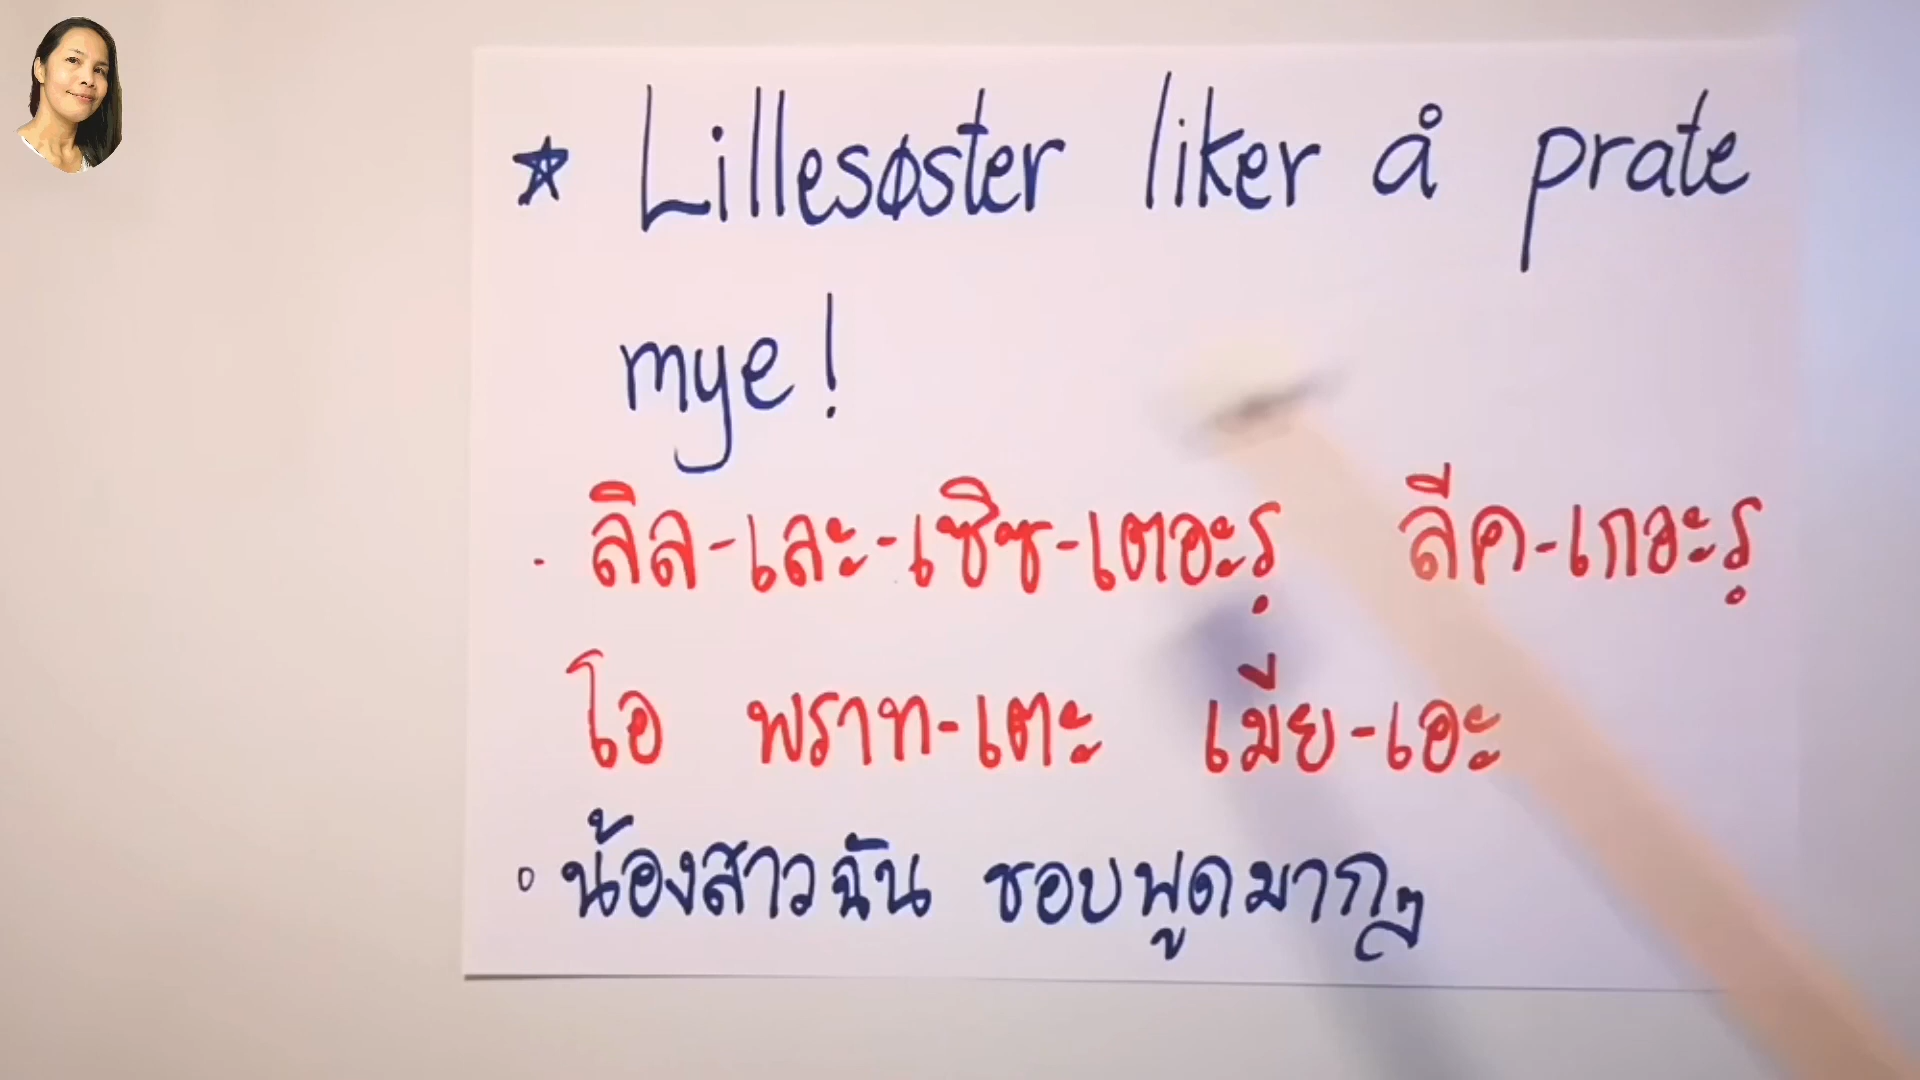 ☆ Lillesøster liker å prate
mye!
· ลิล-เละ-เซิซ-เตอะรฺ ลีค-เกอะรฺ
โอ พราท-เตะ เมีย-เอะ
° น้องสาวฉัน ชอบพูดมากๆ